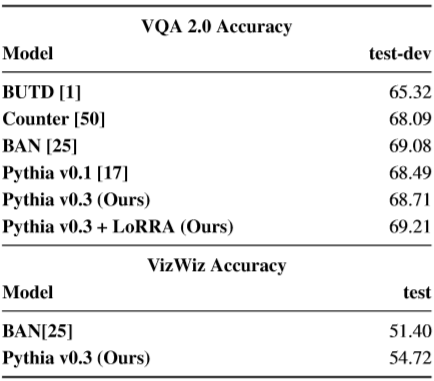 VQA 2.0 Accuracy
Model test-dev
BUTD [1] 65.32
Counter [50] 68.09
BAN [25] 69.08
Pythia v0.1 [17] 68.49
Pythia v0.3 (Ours) 68.71
Pythia v0.3 + LoRRA (Ours) 69.21
VizWiz Accuracy
Model test
BAN[25] 51.40
Pythia v0.3 (Ours) 54.72